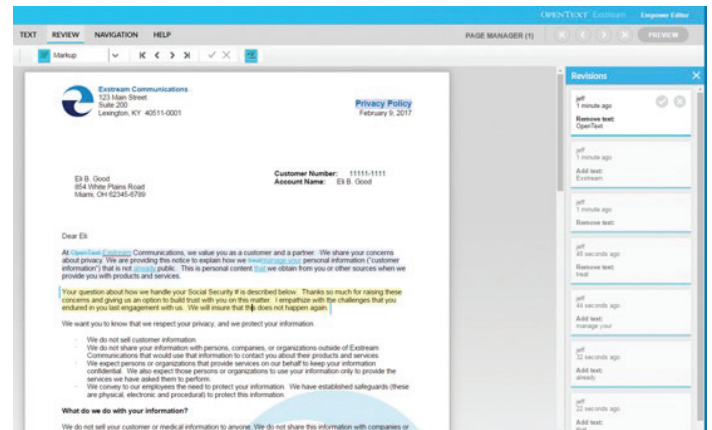 OPENTEXT Exstream Empower Editor
TEXT REVIEW NAVIGATION HELP PAGE MANAGER (1) PREVIEW
Markup
Exstream Communications
123 Main Street
Suite 200
Lexington, KY 40511-0001
Privacy Policy
February 9, 2017
Eli B. Good
854 White Plains Road
Miami, OH 62345-6789
Customer Number: 11111-1111
Account Name: Eli B. Good
Dear Eli
At OpenText Exstream Communications, we value you as a customer and a partner. We share your concerns
about privacy. We are providing this notice to explain how we treat manage your personal information ("customer
information") that is not already public. This is personal content that we obtain from you or other sources when we
provide you with products and services.
Your question about how we handle your Social Security # is described below. Thanks so much for raising these
concerns and giving us an option to build trust with you on this matter. I empathize with the challenges that you
endured in you last engagement with us. We will insure that this does not happen again.
We want you to know that we respect your privacy, and we protect your information.
We do not sell customer information.
We do not share your information with persons, companies, or organizations outside of Exstream
Communications that would use that information to contact you about their products and services.
We expect persons or organizations that provide services on our behalf to keep your information
confidential. We also expect those persons or organizations to use your information only to provide the
services we have asked them to perform.
We convey to our employees the need to protect your information. We have established safeguards (these
are physical, electronic and procedural) to protect this information.
What do we do with your information?
We do not sell your customer or medical information to anyone. We do not share this information with companies or
Revisions
jeff
1 minute ago
Remove text:
OpenText
jeff
1 minute ago
Add text:
Exstream
jeff
1 minute ago
Remove text:
jeff
46 seconds ago
Remove text:
treat
jeff
44 seconds ago
Add text:
manage your
jeff
32 seconds ago
Add text:
already
jeff
22 seconds ago
Add text:
that